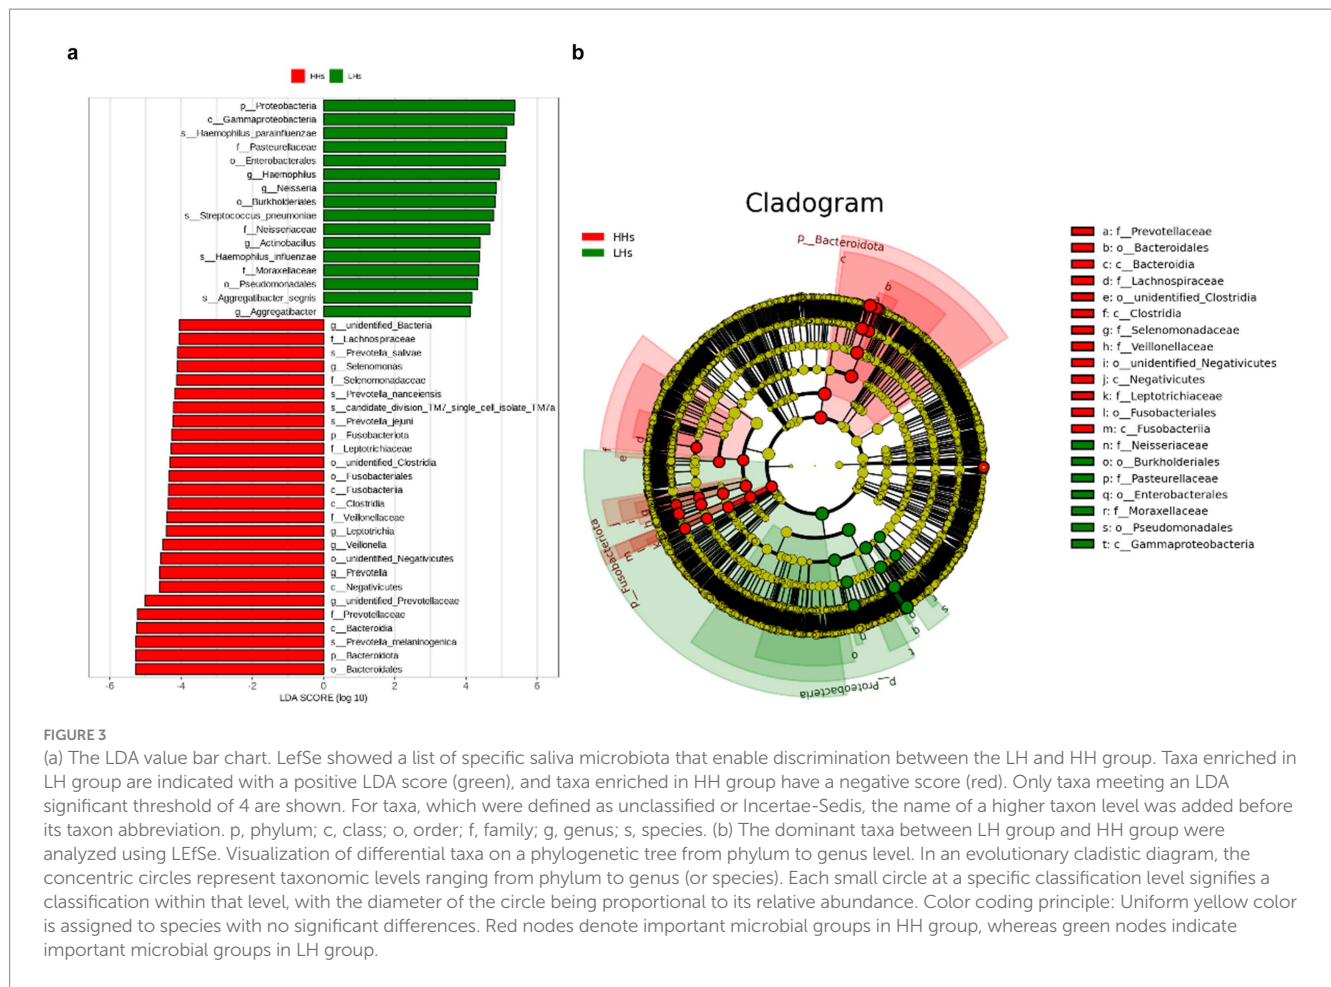 a
b
HHs
LHs
p__Proteobacteria
c__Gammaproteobacteria
s__Haemophilus_parainfluenzae
f__Pasteurellaceae
o__Enterobacterales
g__Haemophilus
g__Neisseria
o__Burkholderiales
s__Streptococcus_pneumoniae
f__Neisseriaceae
g__Actinobacillus
s__Haemophilus_influenzae
f__Moraxellaceae
o__Pseudomonadales
s__Aggregatibacter_segnis
g__Aggregatibacter
g__unidentified_Bacteria
f__Lachnospiraceae
s__Prevotella_salivae
g__Selenomonas
f__Selenomonadaceae
s__Prevotella_nanceiensis
s__candidate_division_TM7_single_cell_isolate_TM7a
s__Prevotella_jejuni
p__Fusobacteriota
f__Leptotrichiaceae
o__unidentified_Clostridia
o__Fusobacteriales
c__Fusobacteriia
c__Clostridia
f__Veillonellaceae
g__Leptotrichia
g__Veillonella
o__unidentified_Negativicutes
g__Prevotella
c__Negativicutes
g__unidentified_Prevotellaceae
f__Prevotellaceae
c__Bacteroidia
s__Prevotella_melaninogenica
p__Bacteroidota
o__Bacteroidales
-6 -4 -2 0 2 4 6
LDA SCORE (log 10)
Cladogram
HHs
LHs
p__Bacteroidota
c
b
a
d
e
f
p__Fusobacteriota
m
l
k
p__Proteobacteria
n
o
t
q
s
a: f__Prevotellaceae
b: o__Bacteroidales
c: c__Bacteroidia
d: f__Lachnospiraceae
e: o__unidentified_Clostridia
f: c__Clostridia
g: f__Selenomonadaceae
h: f__Veillonellaceae
i: o__unidentified_Negativicutes
j: c__Negativicutes
k: f__Leptotrichiaceae
l: o__Fusobacteriales
m: c__Fusobacteriia
n: f__Neisseriaceae
o: o__Burkholderiales
p: f__Pasteurellaceae
q: o__Enterobacterales
r: f__Moraxellaceae
s: o__Pseudomonadales
t: c__Gammaproteobacteria
FIGURE 3
(a) The LDA value bar chart. LefSe showed a list of specific saliva microbiota that enable discrimination between the LH and HH group. Taxa enriched in
LH group are indicated with a positive LDA score (green), and taxa enriched in HH group have a negative score (red). Only taxa meeting an LDA
significant threshold of 4 are shown. For taxa, which were defined as unclassified or Incertae-Sedis, the name of a higher taxon level was added before
its taxon abbreviation. p, phylum; c, class; o, order; f, family; g, genus; s, species. (b) The dominant taxa between LH group and HH group were
analyzed using LEfSe. Visualization of differential taxa on a phylogenetic tree from phylum to genus level. In an evolutionary cladistic diagram, the
concentric circles represent taxonomic levels ranging from phylum to genus (or species). Each small circle at a specific classification level signifies a
classification within that level, with the diameter of the circle being proportional to its relative abundance. Color coding principle: Uniform yellow color
is assigned to species with no significant differences. Red nodes denote important microbial groups in HH group, whereas green nodes indicate
important microbial groups in LH group.